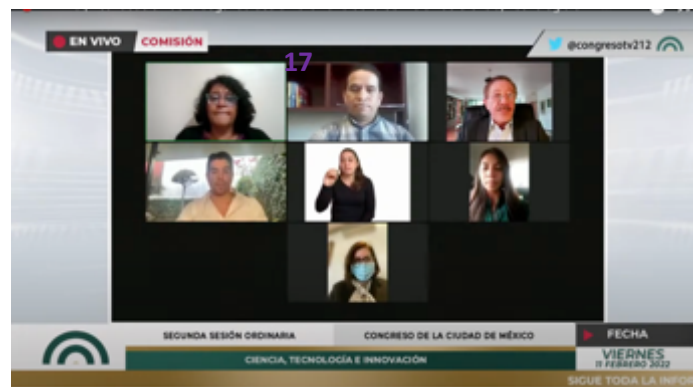 EN VIVO
COMISIÓN
@congresotv212
17
SEGUNDA SESIÓN ORDINARIA
CONGRESO DE LA CIUDAD DE MÉXICO
FECHA
CIENCIA, TECNOLOGÍA E INNOVACIÓN
VIERNES
11 FEBRERO 2022
SIGUE TODA LA